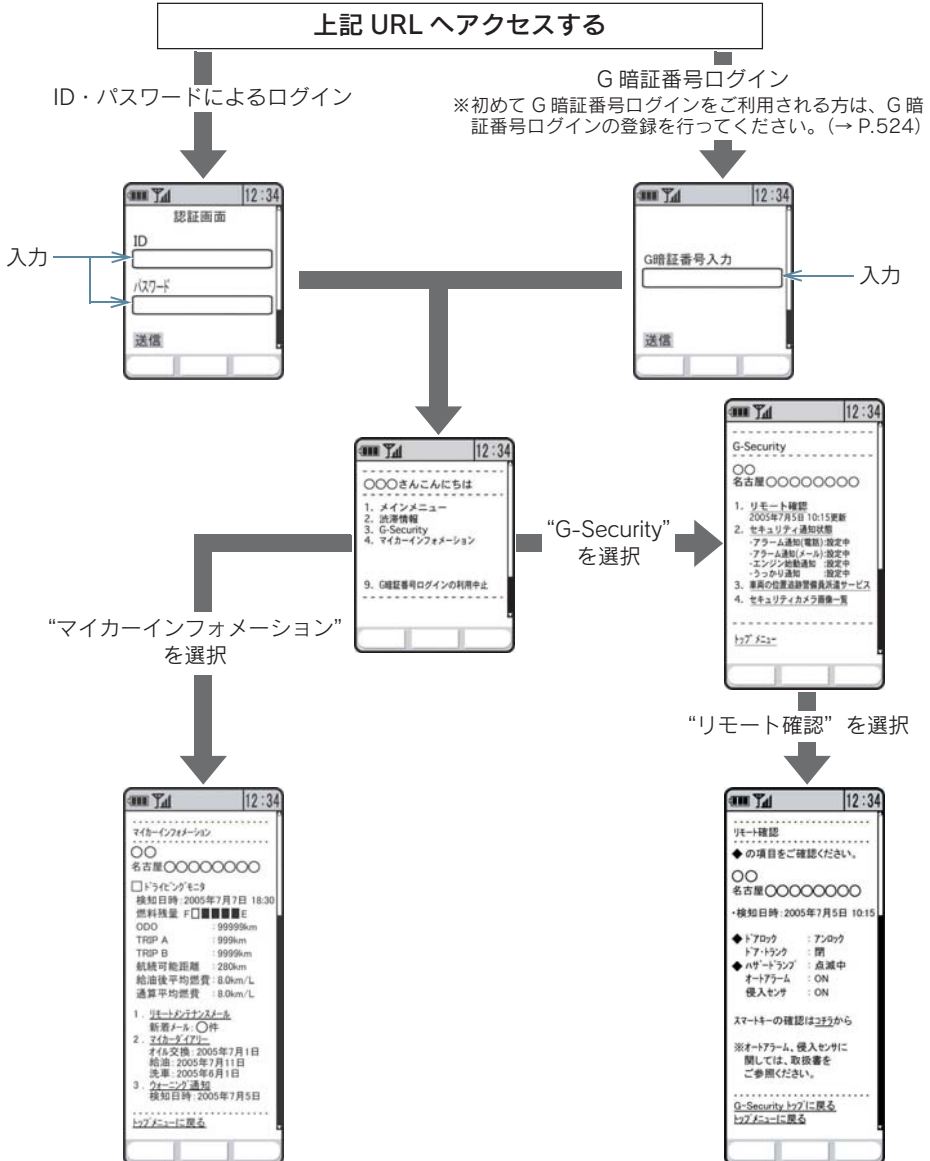 上記 URL へアクセスする
ID・パスワードによるログイン
G 暗証番号ログイン
※初めて G 暗証番号ログインをご利用される方は、G 暗
証番号ログインの登録を行ってください。(→ P.524)
12:34
認証画面
ID
パスワード
送信
入力
12:34
G暗証番号入力
送信
入力
12:34
○○○さんこんにちは
1. メインメニュー
2. 渋滞情報
3. G-Security
4. マイカーインフォメーション
9. G暗証番号ログインの利用中止
“G-Security”
を選択
12:34
G-Security
○○
名古屋○○○○○○○○
1. リモート確認
2005年7月5日 10:15更新
2. セキュリティ通知状態
・アラーム通知(電話):設定中
・アラーム通知(メール):設定中
・エンジン始動通知 :設定中
・うっかり通知 :設定中
3. 車両の位置追跡警備員派遣サービス
4. セキュリティカメラ画像一覧
トップメニュー
“マイカーインフォメーション”
を選択
“リモート確認” を選択
12:34
マイカーインフォメーション
○○
名古屋○○○○○○○○
□ドライビングモニタ
検知日時:2005年7月7日 18:30
燃料残量 F□■■■■E
ODO :99999km
TRIP A :999km
TRIP B :9999km
航続可能距離 :280km
給油後平均燃費:8.0km/L
通算平均燃費 :8.0km/L
1. リモートメンテナンスメール
新着メール:○件
2. マイカーダイアリー
オイル交換:2005年7月1日
給油:2005年7月11日
洗車:2005年6月1日
3. ウォーニング通知
検知日時:2005年7月5日
トップメニューに戻る
12:34
リモート確認
◆ の項目をご確認ください。
○○
名古屋○○○○○○○○
・検知日時:2005年7月5日 10:15
◆ ドアロック :アンロック
ドア・トランク :閉
◆ ハザードランプ :点滅中
オートアラーム :ON
侵入センサ :ON
スマートキーの確認はコチラから
※オートアラーム、侵入センサに
関しては、取扱書を
ご参照ください。
G-Security トップに戻る
トップメニューに戻る